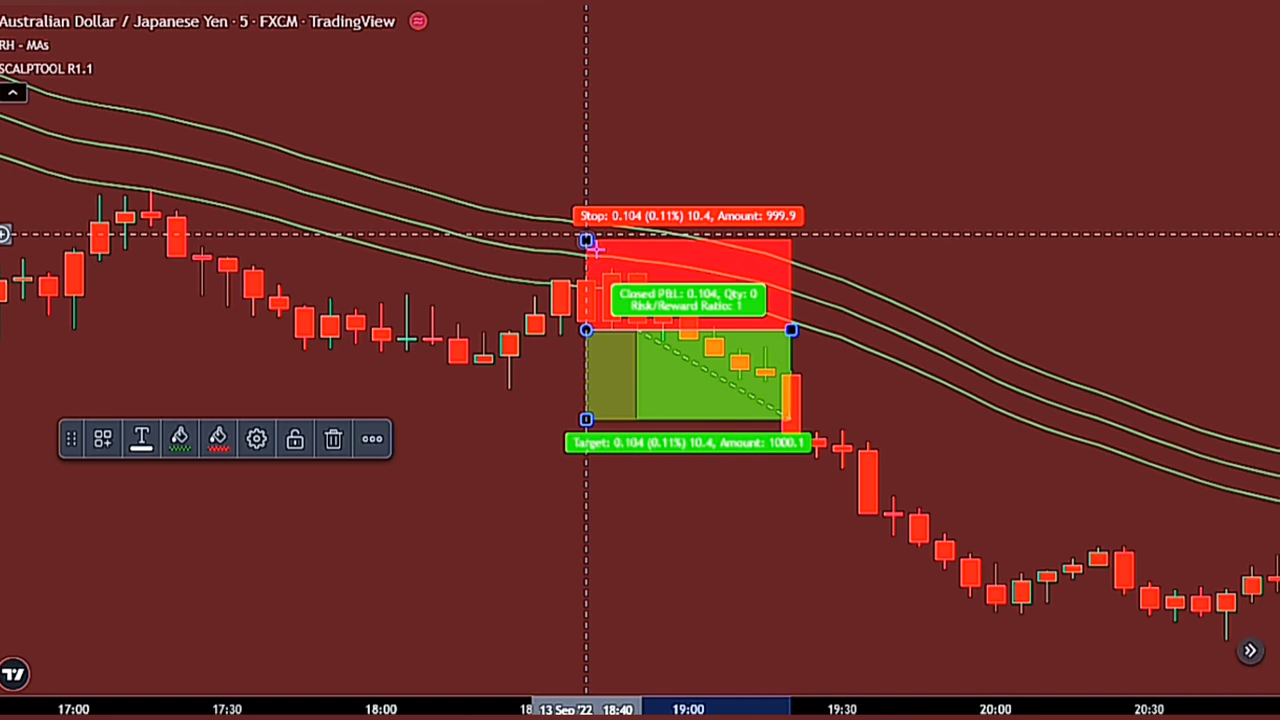 Australian Dollar / Japanese Yen · 5 · FXCM · TradingView
RH - MAs
SCALPTOOL R1.1
Stop: 0.104 (0.11%) 10.4, Amount: 999.9
Closed P&L: 0.104, Qty: 0
Risk/Reward Ratio: 1
Target: 0.104 (0.11%) 10.4, Amount: 1000.1
T
17:00 17:30 18:00 18 13 Sep '22 18:40 19:00 19:30 20:00 20:30